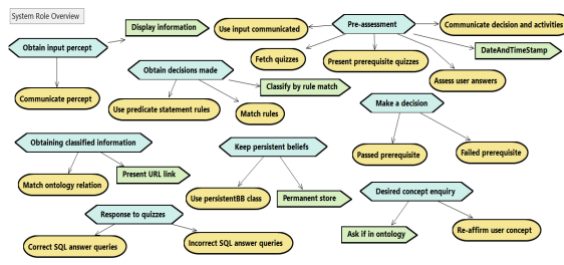 System Role Overview
Display information
Pre-assessment
Use input communicated
Communicate decision and activities
Obtain input percept
Fetch quizzes
Present prerequisite quizzes
DateAndTimeStamp
Obtain decisions made
Assess user answers
Communicate percept
Classify by rule match
Use predicate statement rules
Match rules
Make a decision
Obtaining classified information
Keep persistent beliefs
Passed prerequisite
Failed prerequisite
Match ontology relation
Present URL link
Use persistentBB class
Permanent store
Desired concept enquiry
Response to quizzes
Correct SQL answer queries
Incorrect SQL answer queries
Ask if in ontology
Re-affirm user concept